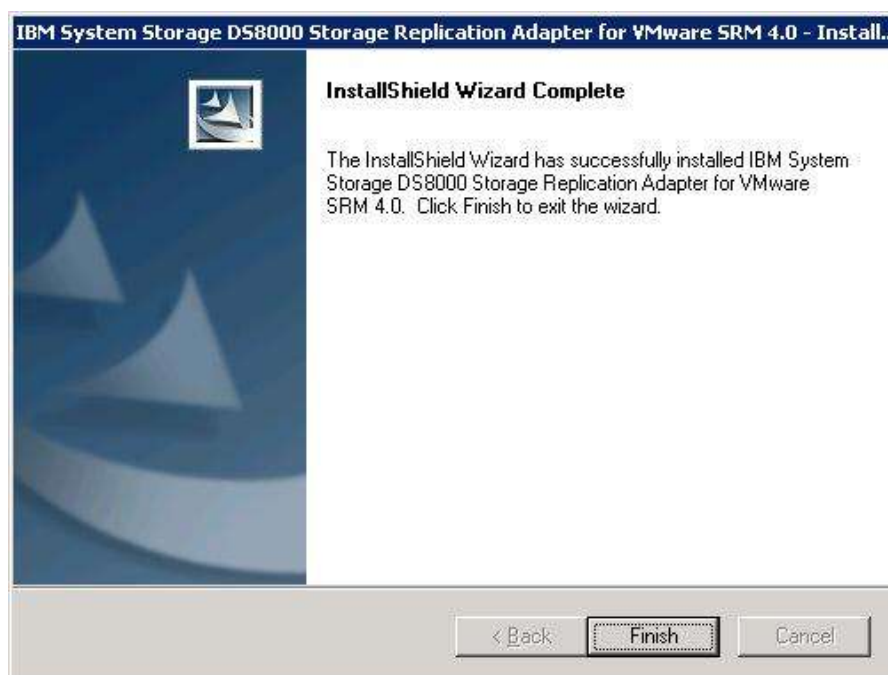 IBM System Storage DS8000 Storage Replication Adapter for VMware SRM 4.0 - Install..
InstallShield Wizard Complete
The InstallShield Wizard has successfully installed IBM System
Storage DS8000 Storage Replication Adapter for VMware
SRM 4.0. Click Finish to exit the wizard.
< Back Finish Cancel